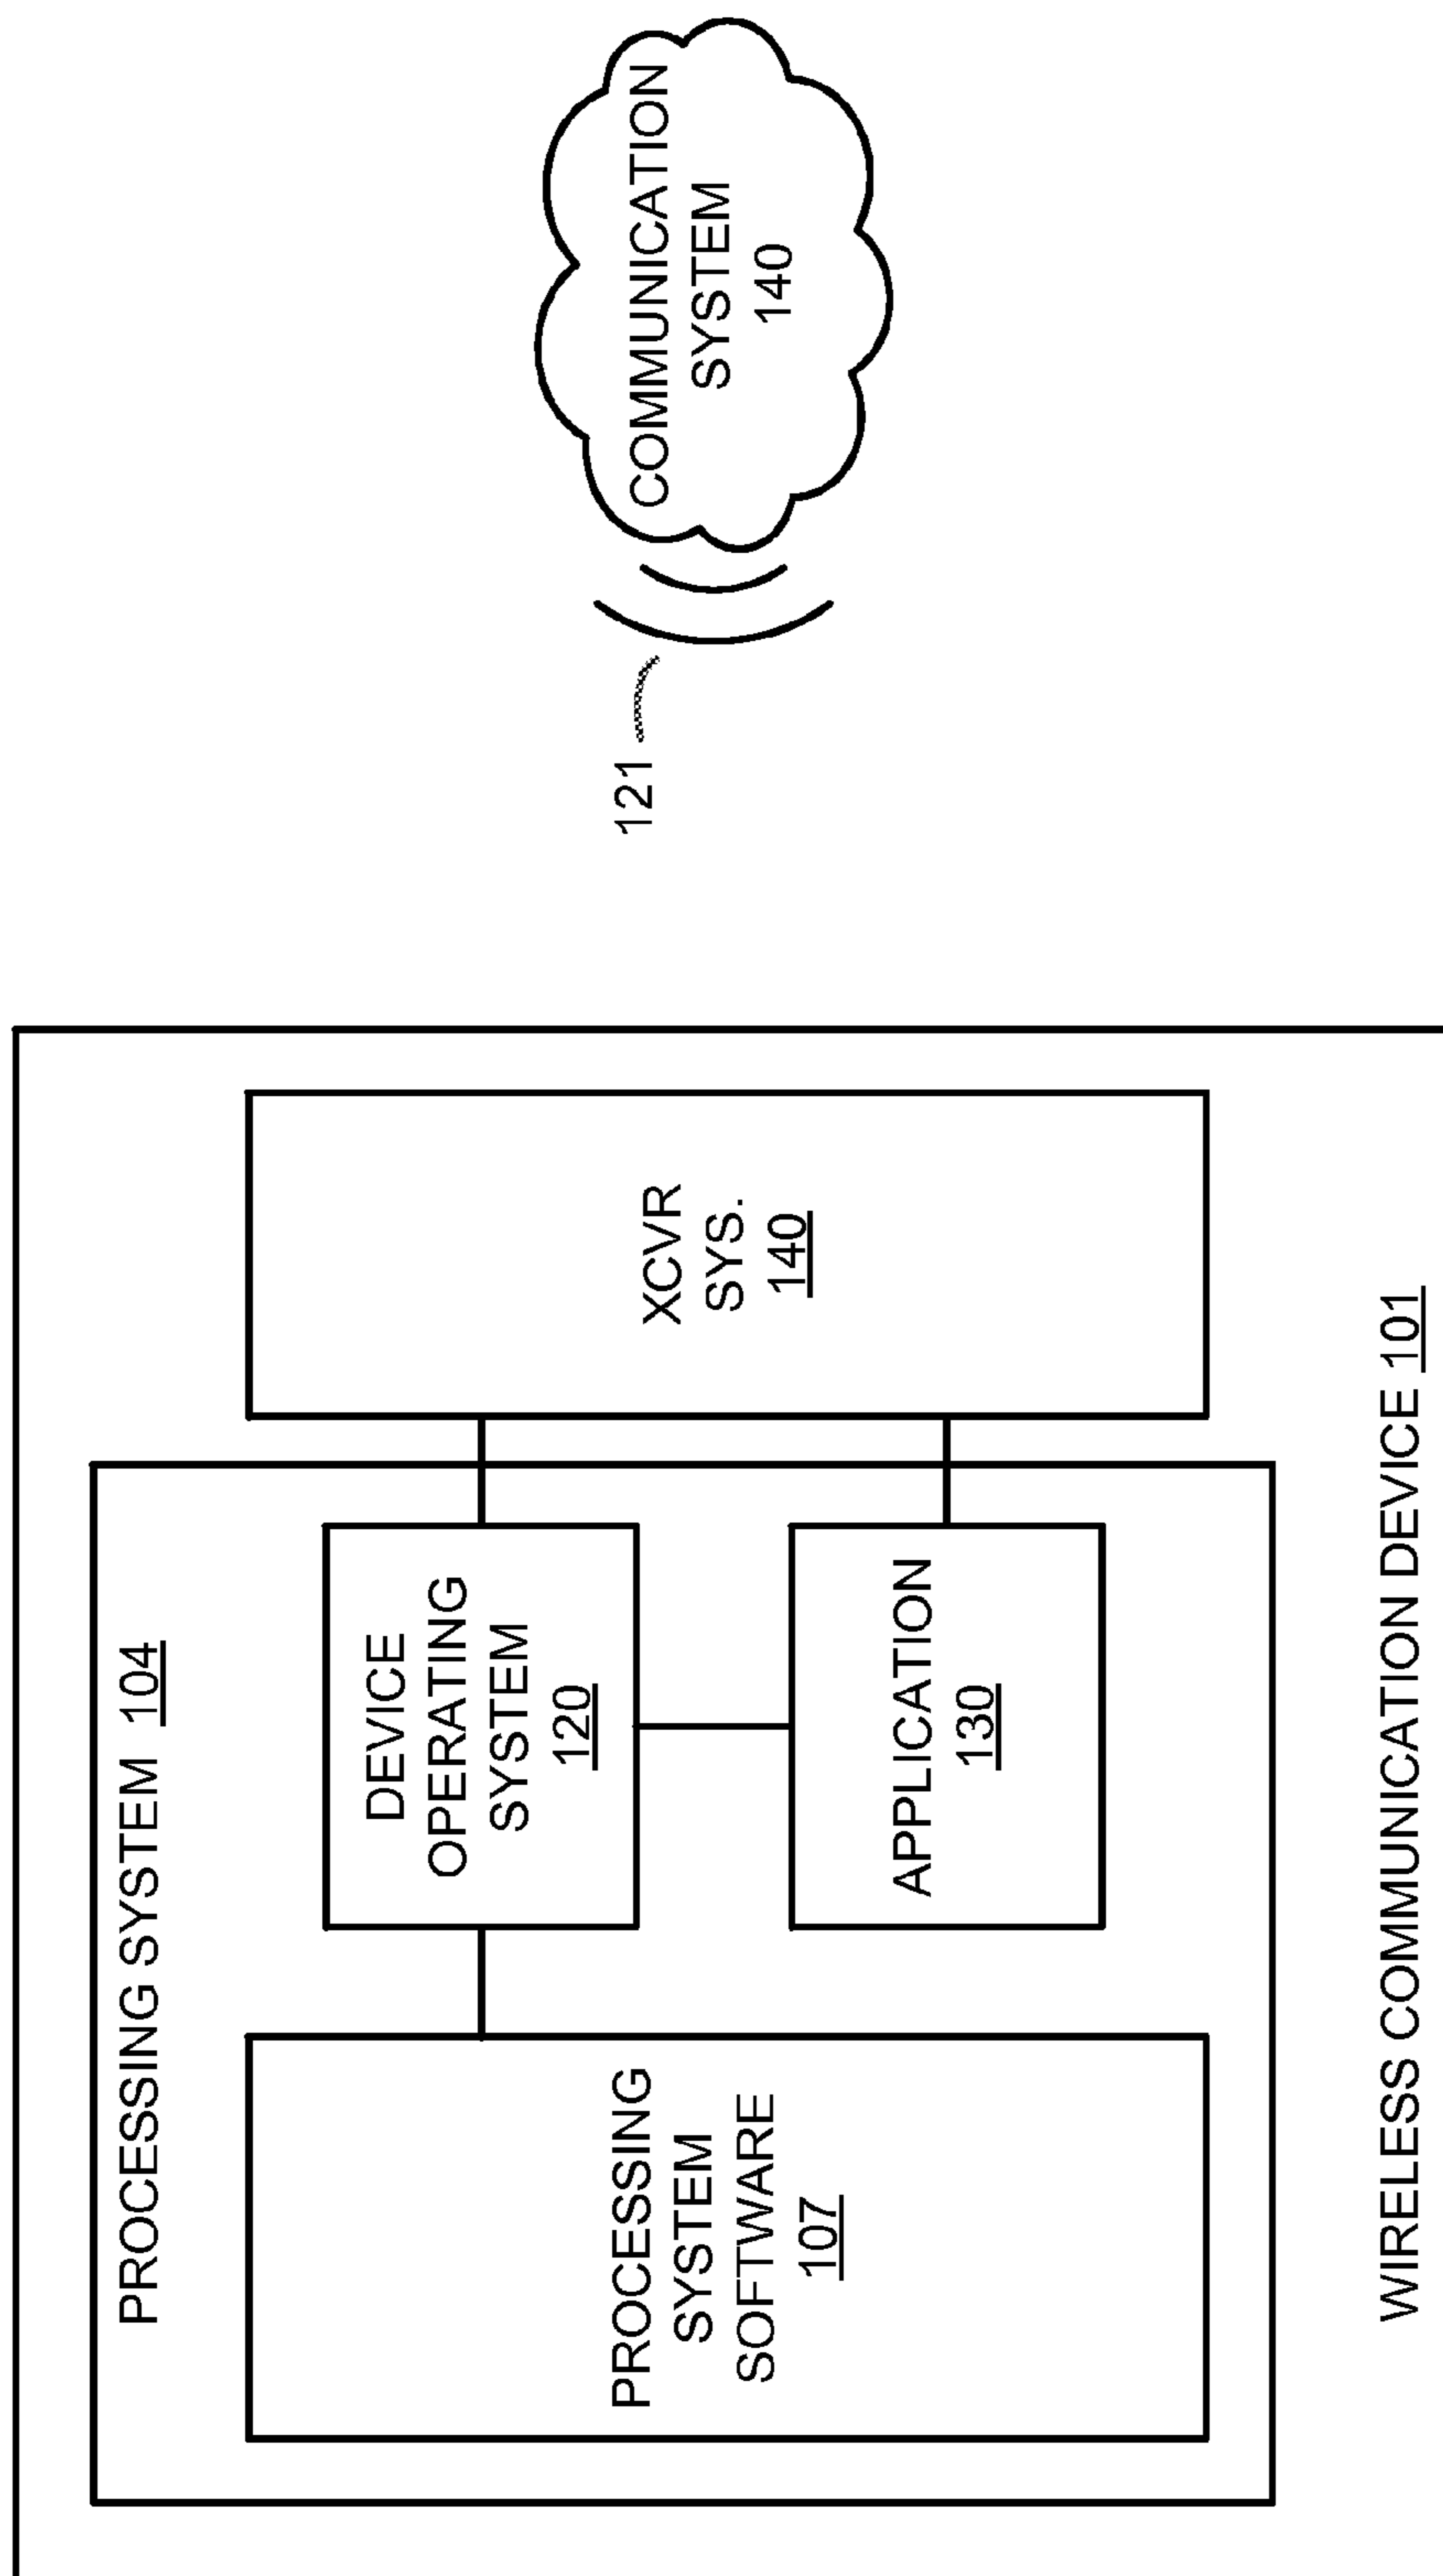 PROCESSING SYSTEM 104
PROCESSING
SYSTEM
SOFTWARE
107
DEVICE
OPERATING
SYSTEM
120
APPLICATION
130
XCVR
SYS.
140
WIRELESS COMMUNICATION DEVICE 101
121
COMMUNICATION
SYSTEM
140